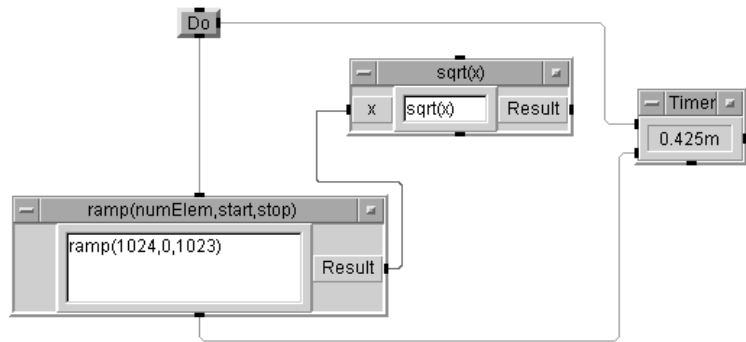 Do
sqrt(x)
x
sqrt(x)
Result
Timer
0.425m
ramp(numElem,start,stop)
ramp(1024,0,1023)
Result